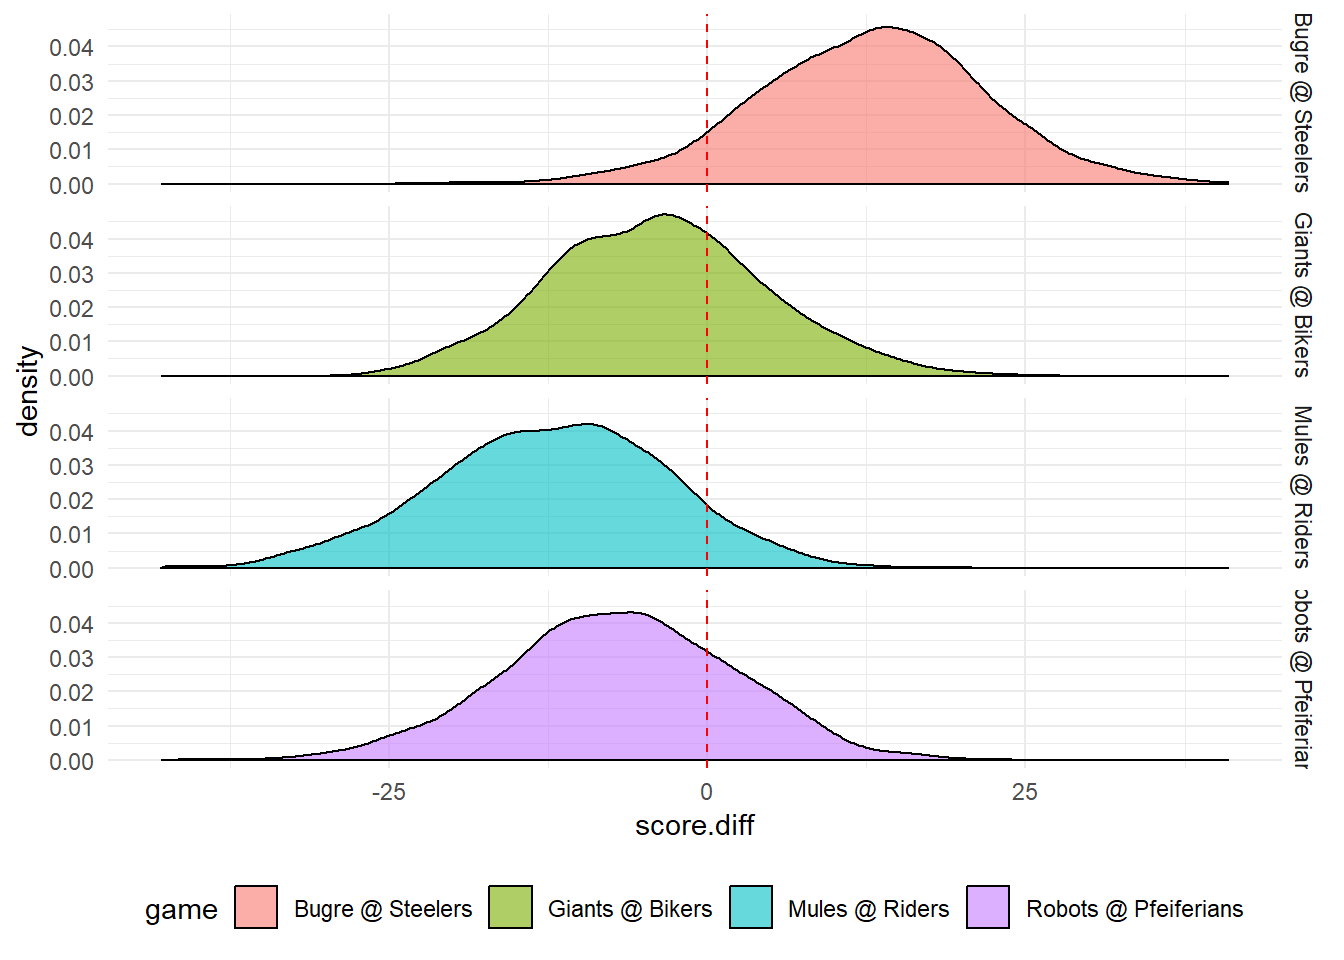 0.04
0.03
0.02
0.01
0.00
Bugre @ Steelers
0.04
0.03
0.02
0.01
0.00
Giants @ Bikers
density
0.04
0.03
0.02
0.01
0.00
Mules @ Riders
0.04
0.03
0.02
0.01
0.00
obots @ Pfeiferiar
-25 0 25
score.diff
game Bugre @ Steelers Giants @ Bikers Mules @ Riders Robots @ Pfeiferians